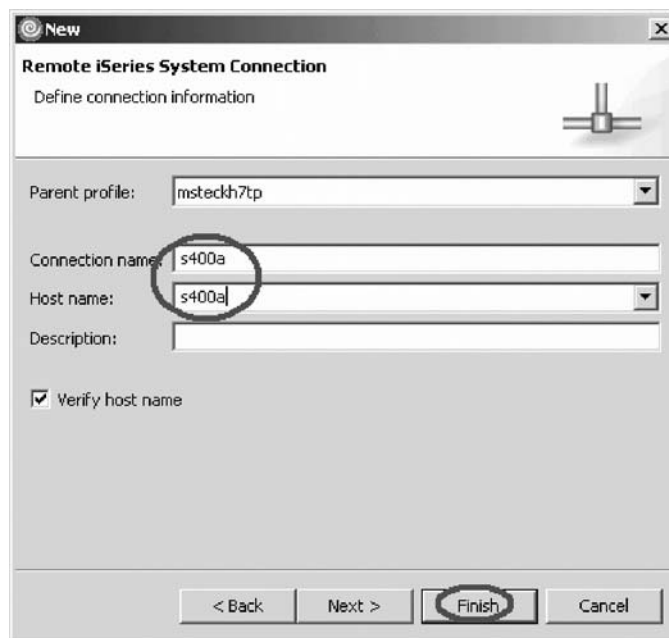 New
Remote iSeries System Connection
Define connection information
Parent profile: msteckh7tp
Connection name: s400a
Host name: s400a
Description:
Verify host name
< Back Next > Finish Cancel